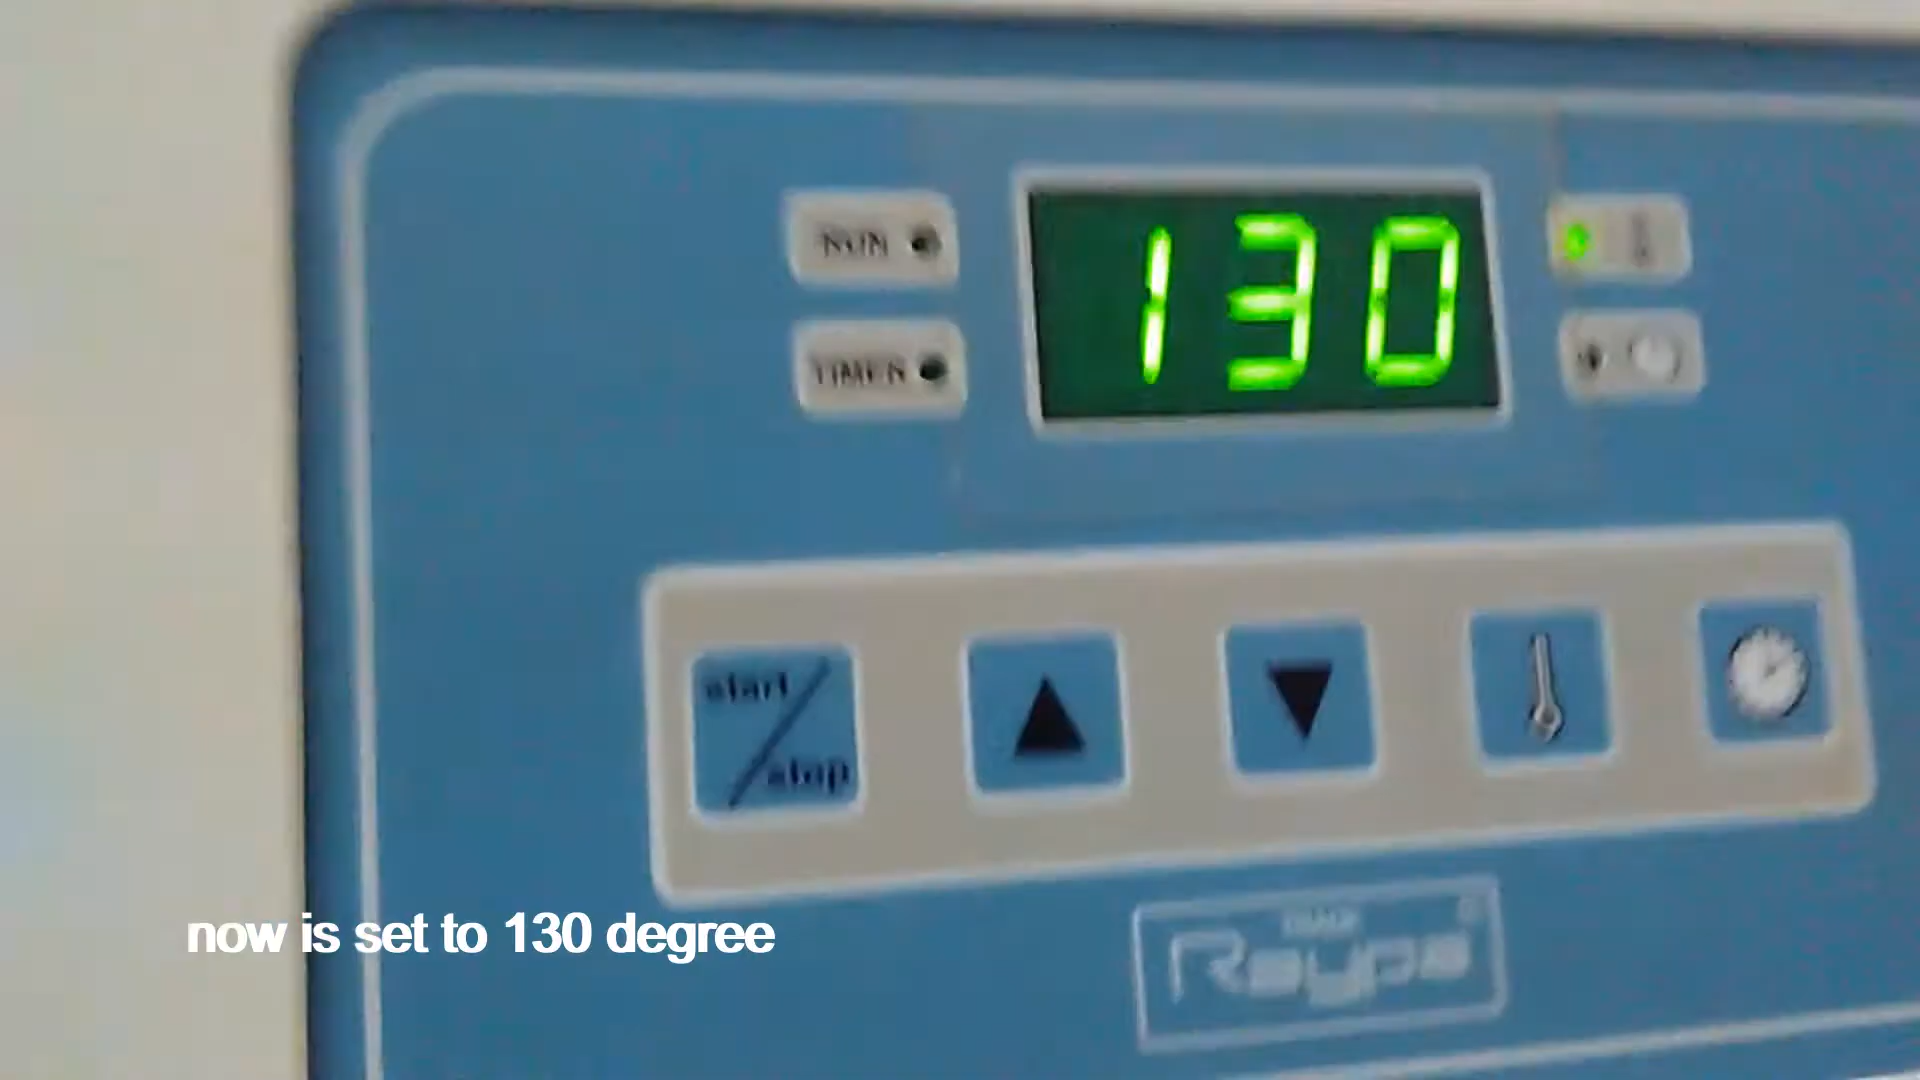 RUN
130
TIMER
start
stop
Raypa
now is set to 130 degree